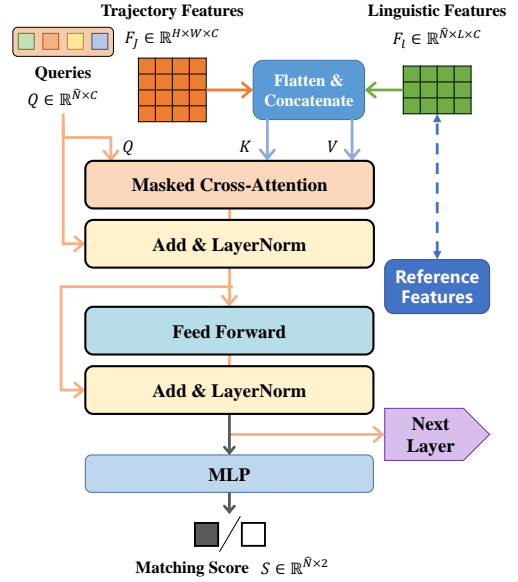 Trajectory Features
F_J ∈ ℝ^{H×W×C}
Linguistic Features
F_l ∈ ℝ^{N̂×L×C}
Queries
Q ∈ ℝ^{N̂×C}
Flatten &
Concatenate
Q
K
V
Masked Cross-Attention
Add & LayerNorm
Reference
Features
Feed Forward
Add & LayerNorm
Next
Layer
MLP
Matching Score S ∈ ℝ^{N̂×2}